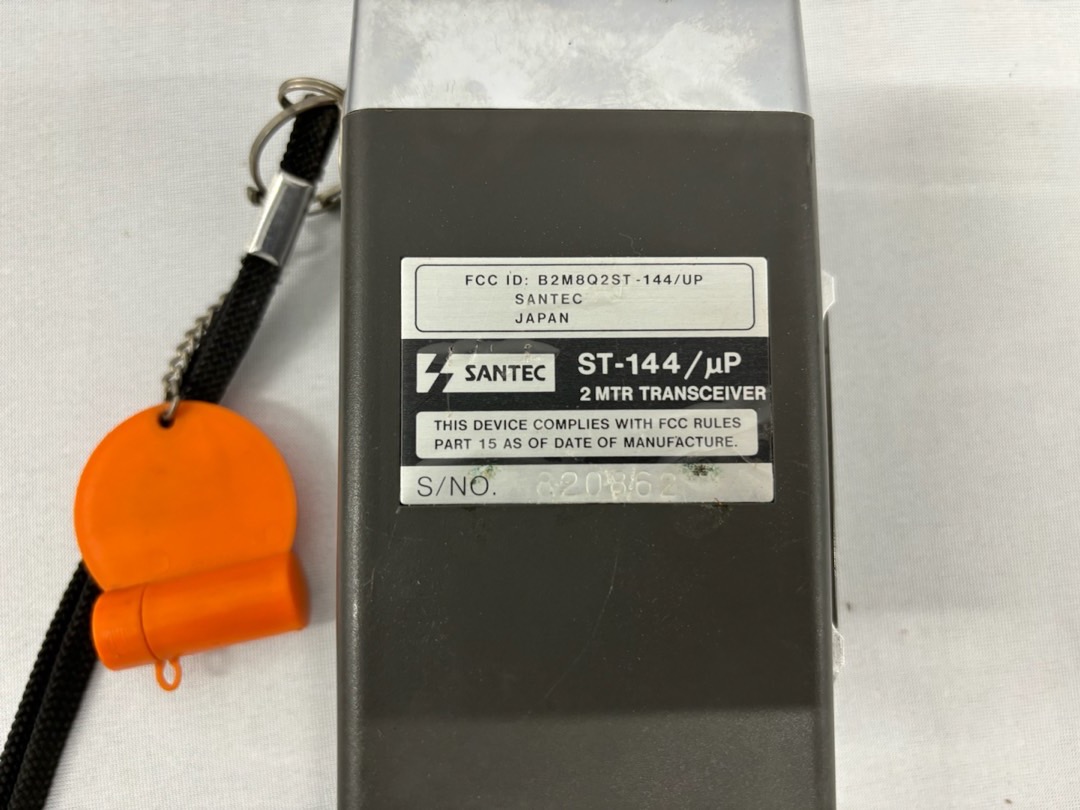 FCC ID: B2M8Q2ST-144/UP
SANTEC
JAPAN
SANTEC
ST-144/µP
2 MTR TRANSCEIVER
THIS DEVICE COMPLIES WITH FCC RULES
PART 15 AS OF DATE OF MANUFACTURE.
S/NO.